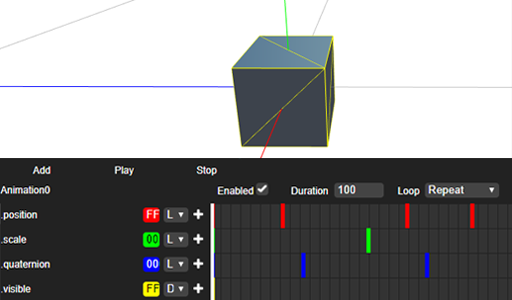 Add Play Stop
Animation0 Enabled Duration 100 Loop Repeat
.position FF L
.scale 00 L
.quaternion 00 L
.visible FF D